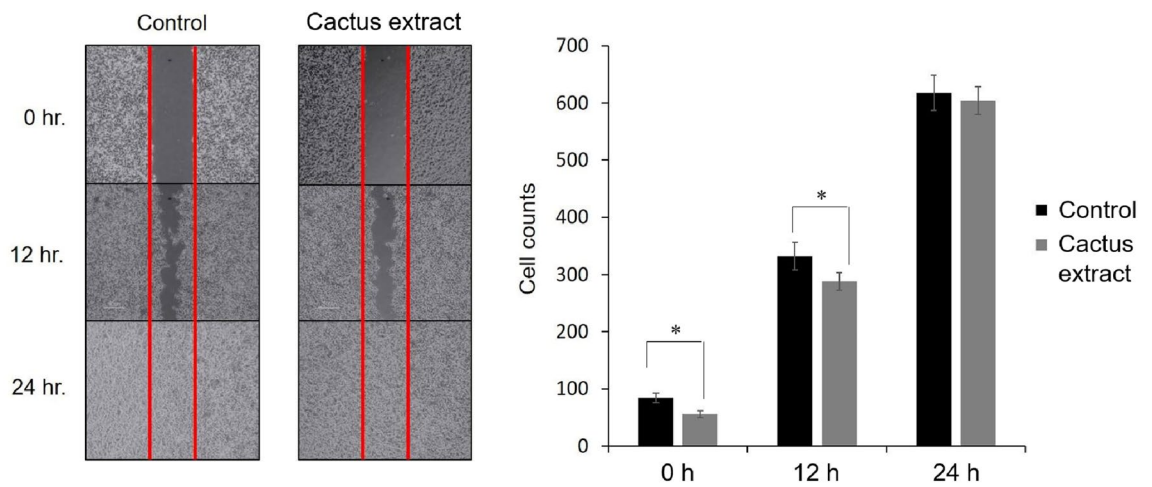 Control
Cactus extract
0 hr.
12 hr.
24 hr.
Cell counts
700
600
500
400
300
200
100
0
*
*
0 h
12 h
24 h
Control
Cactus
extract